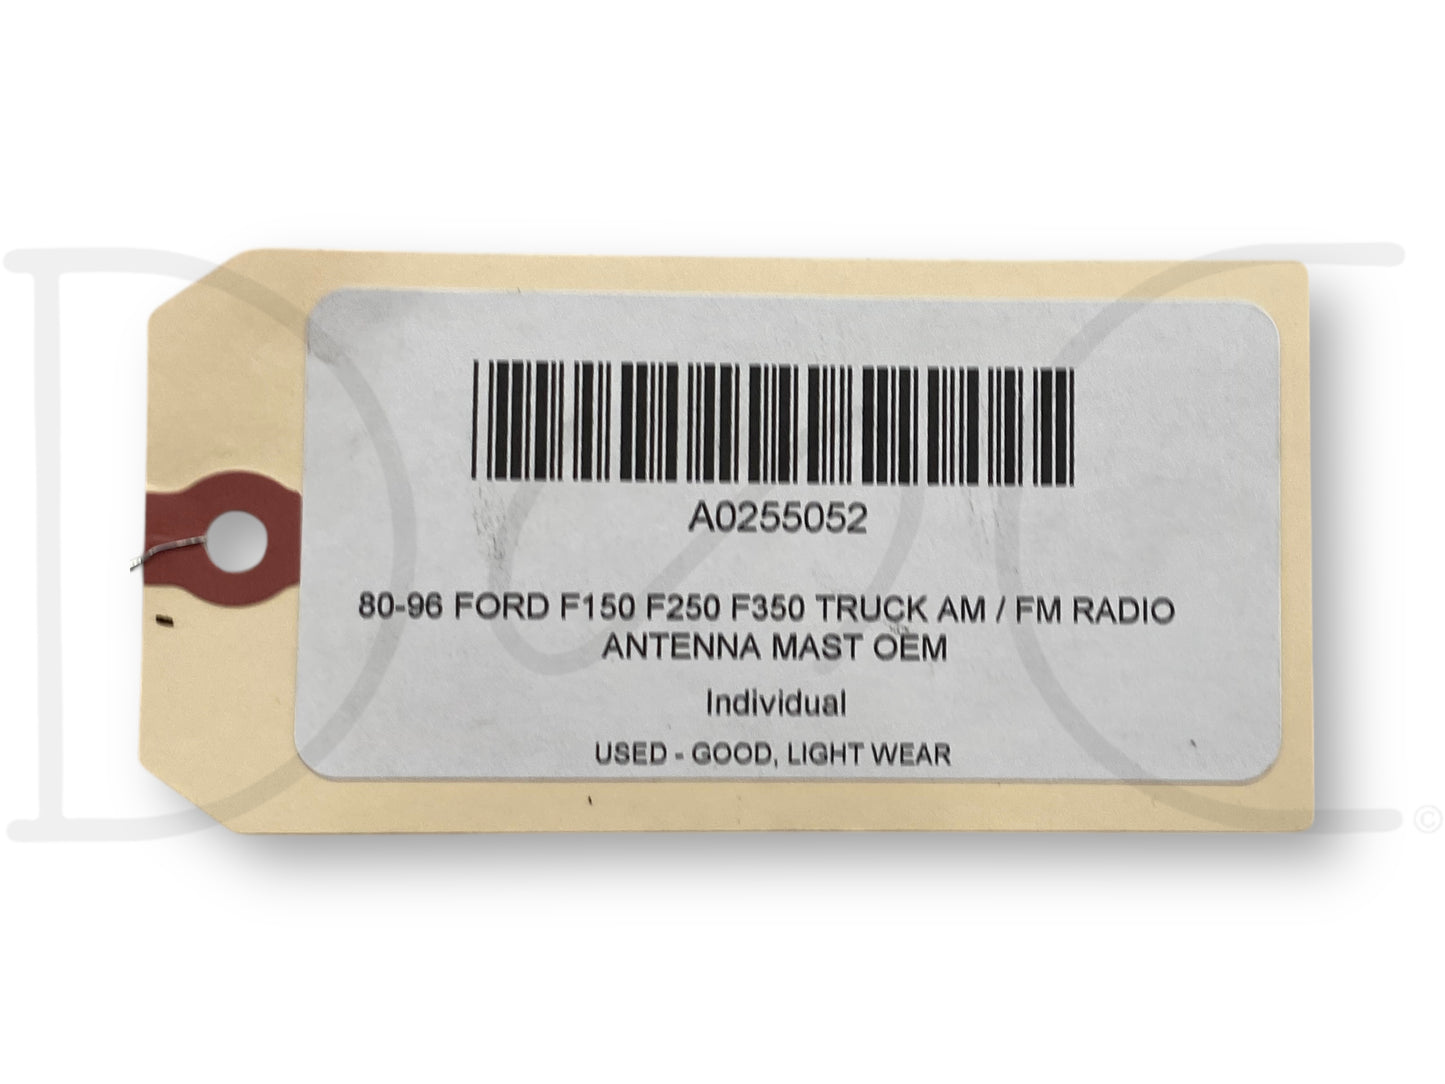 A0255052
80-96 FORD F150 F250 F350 TRUCK AM / FM RADIO
ANTENNA MAST OEM
Individual
USED - GOOD, LIGHT WEAR
D C
©